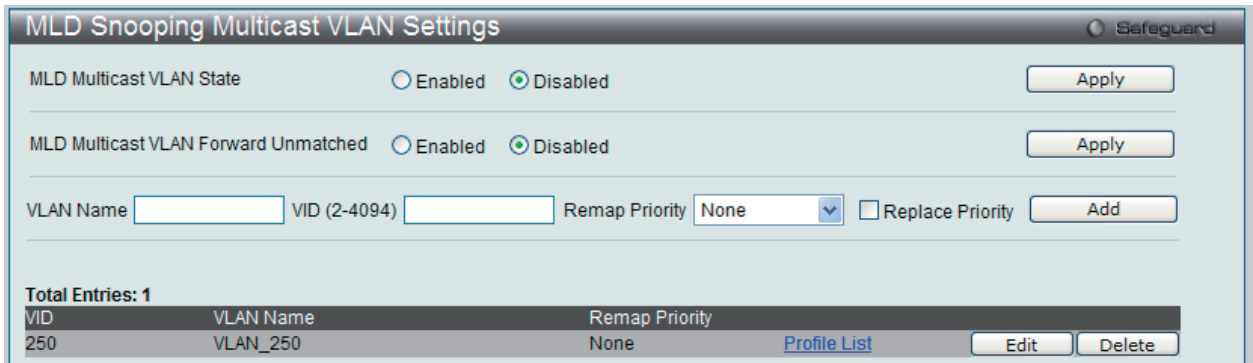 MLD Snooping Multicast VLAN Settings Safeguard
MLD Multicast VLAN State Enabled Disabled Apply
MLD Multicast VLAN Forward Unmatched Enabled Disabled Apply
VLAN Name VID (2-4094) Remap Priority None Replace Priority Add
Total Entries: 1
VID VLAN Name Remap Priority
250 VLAN_250 None Profile List Edit Delete